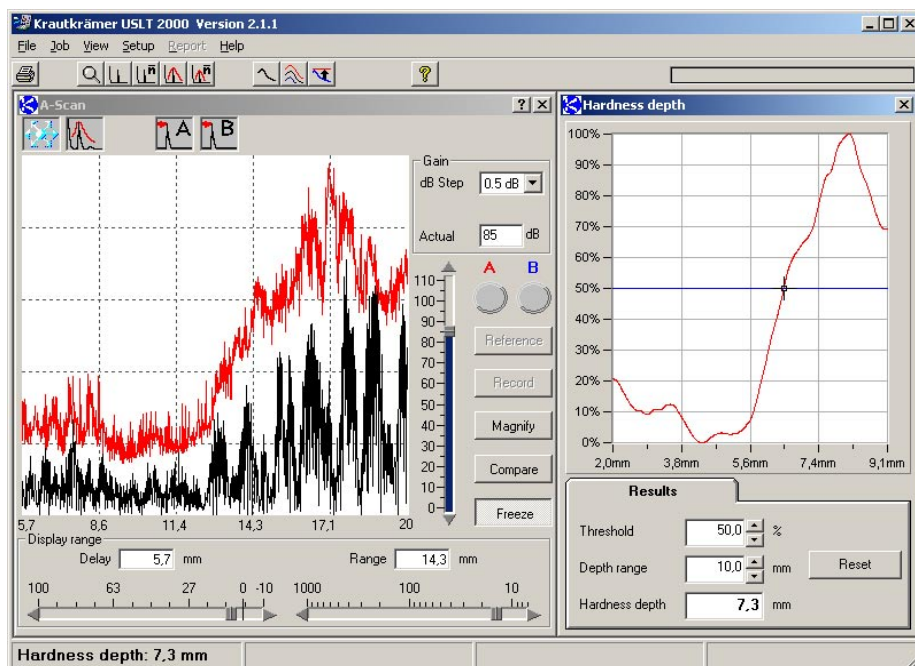 Krautkrämer USLT 2000 Version 2.1.1
File Job View Setup Report Help
A-Scan
A B
Gain
dB Step 0.5 dB
Actual 85 dB
A B
110
100
90
80
70
60
50
40
30
20
10
0
Reference
Record
Magnify
Compare
Freeze
5,7 8,6 11,4 14,3 17,1 20
Display range
Delay 5,7 mm Range 14,3 mm
100 63 27 0 -10 1000 100 10
Hardness depth
100%
90%
80%
70%
60%
50%
40%
30%
20%
10%
0%
2,0mm 3,8mm 5,6mm 7,4mm 9,1mm
Results
Threshold 50,0 %
Depth range 10,0 mm Reset
Hardness depth 7,3 mm
Hardness depth: 7,3 mm